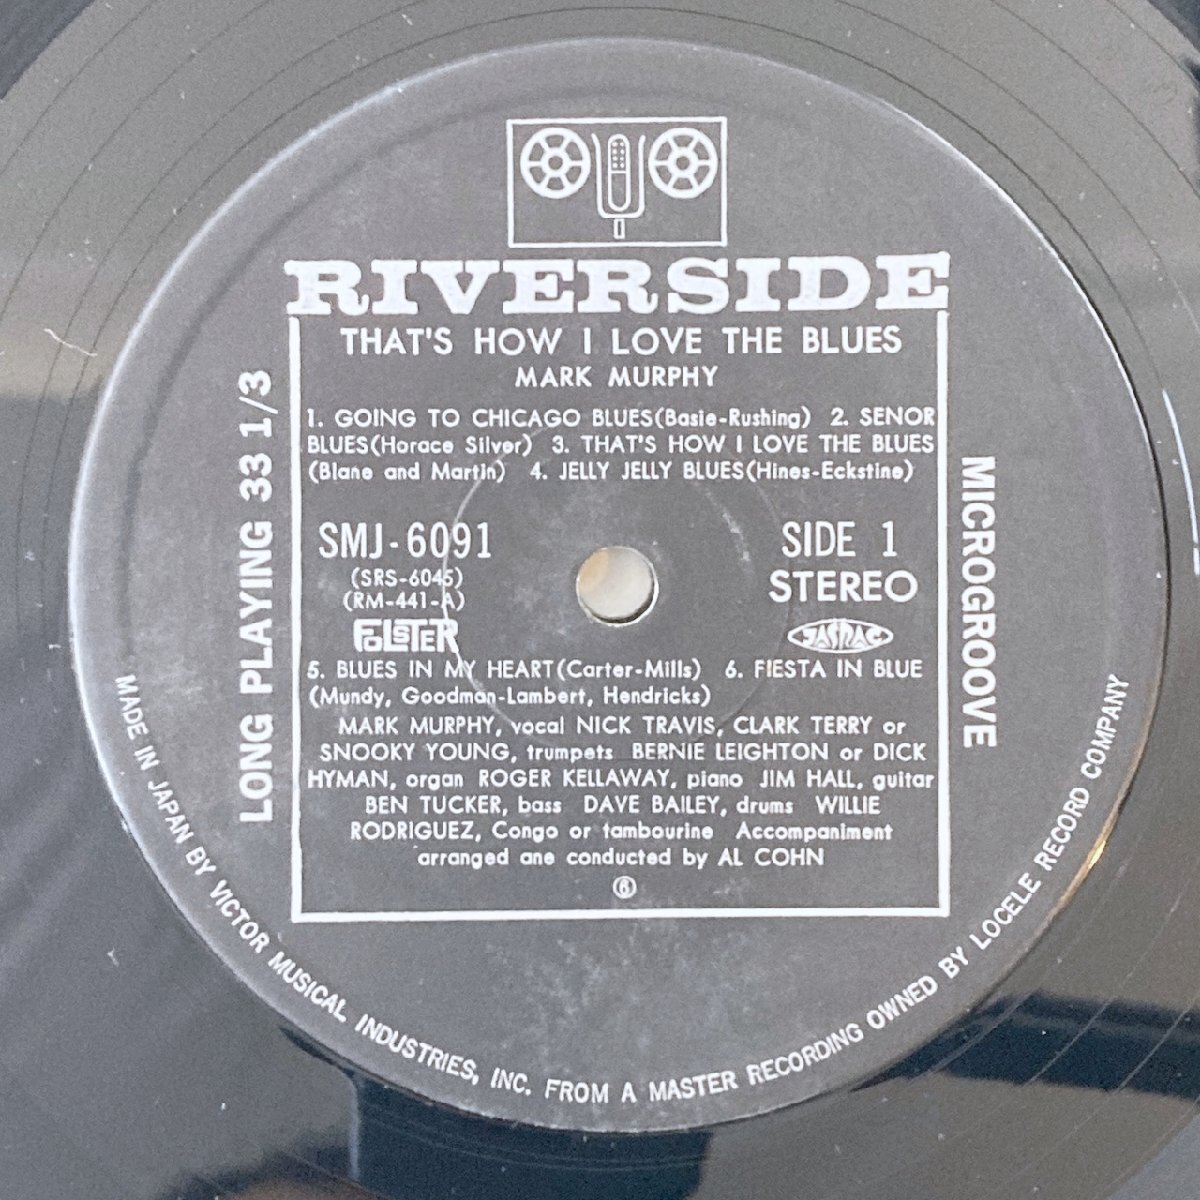 RIVERSIDE
THAT'S HOW I LOVE THE BLUES
MARK MURPHY
1. GOING TO CHICAGO BLUES(Basie-Rushing) 2. SENOR
BLUES(Horace Silver) 3. THAT'S HOW I LOVE THE BLUES
(Blane and Martin) 4. JELLY JELLY BLUES(Hines-Eckstine)
SMJ-6091
(SRS-6045)
(RM-441-A)
FOLSTER
SIDE 1
STEREO
JASRAC
5. BLUES IN MY HEART(Carter-Mills) 6. FIESTA IN BLUE
(Mundy, Goodman-Lambert, Hendricks)
MARK MURPHY, vocal NICK TRAVIS, CLARK TERRY or
SNOOKY YOUNG, trumpets BERNIE LEIGHTON or DICK
HYMAN, organ ROGER KELLAWAY, piano JIM HALL, guitar
BEN TUCKER, bass DAVE BAILEY, drums WILLIE
RODRIGUEZ, Congo or tambourine Accompaniment
arranged ane conducted by AL COHN
LONG PLAYING 33 1/3
MICROGROOVE
MADE IN JAPAN BY VICTOR MUSICAL INDUSTRIES, INC. FROM A MASTER RECORDING OWNED BY LOCELE RECORD COMPANY